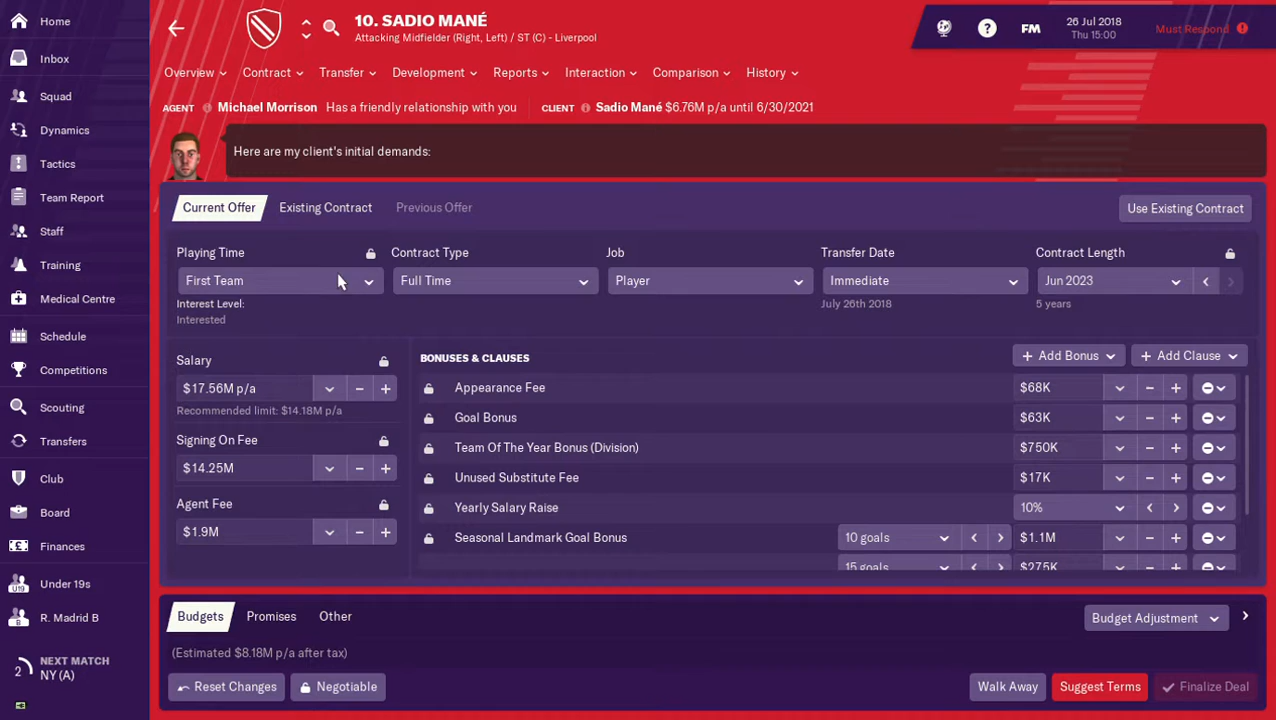 Home
Inbox
Squad
Dynamics
Tactics
Team Report
Staff
Training
Medical Centre
Schedule
Competitions
Scouting
Transfers
Club
Board
Finances
U19
Under 19s
B
R. Madrid B
2
NEXT MATCH
NY (A)
10. SADIO MANÉ
Attacking Midfielder (Right, Left) / ST (C) - Liverpool
?
FM
26 Jul 2018
Thu 15:00
Must Respond
Overview
Contract
Transfer
Development
Reports
Interaction
Comparison
History
AGENT Michael Morrison Has a friendly relationship with you
CLIENT Sadio Mané $6.76M p/a until 6/30/2021
Here are my client's initial demands:
Current Offer
Existing Contract
Previous Offer
Use Existing Contract
Playing Time
First Team
Interest Level:
Interested
Contract Type
Full Time
Job
Player
Transfer Date
Immediate
July 26th 2018
Contract Length
Jun 2023
5 years
Salary
$17.56M p/a
Recommended limit: $14.18M p/a
Signing On Fee
$14.25M
Agent Fee
$1.9M
BONUSES & CLAUSES
+ Add Bonus
+ Add Clause
Appearance Fee $68K
Goal Bonus $63K
Team Of The Year Bonus (Division) $750K
Unused Substitute Fee $17K
Yearly Salary Raise 10%
Seasonal Landmark Goal Bonus 10 goals $1.1M
15 goals $275K
Budgets
Promises
Other
Budget Adjustment
(Estimated $8.18M p/a after tax)
Reset Changes
Negotiable
Walk Away
Suggest Terms
Finalize Deal